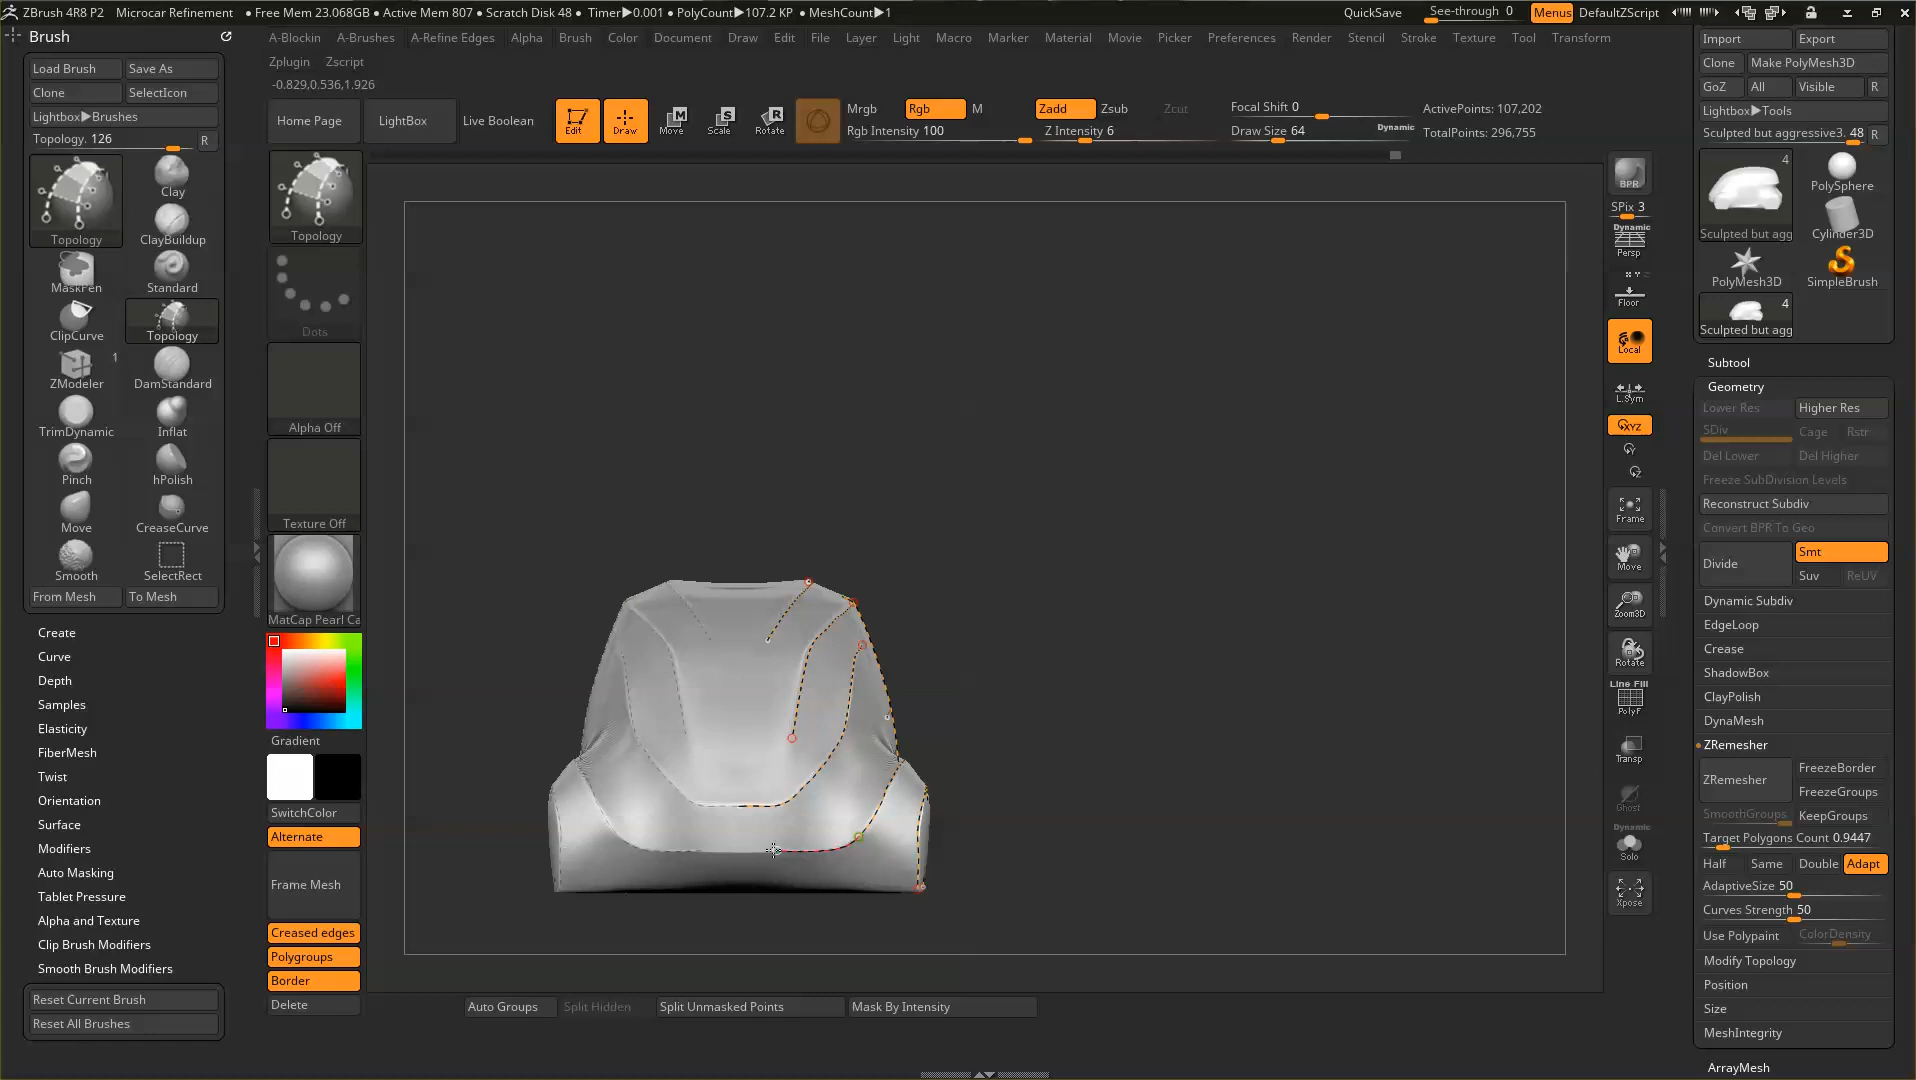 ZBrush 4R8 P2 Microcar Refinement • Free Mem 23.068GB • Active Mem 807 • Scratch Disk 48 • Timer▶0.001 • PolyCount▶107.2 KP • MeshCount▶1 QuickSave See-through 0 Menus DefaultZScript
Brush
Load Brush Save As
Clone SelectIcon
Lightbox▶Brushes
Topology. 126 R
Topology
Clay
ClayBuildup
MaskPen Standard
ClipCurve Topology
1
ZModeler DamStandard
TrimDynamic Inflat
Pinch hPolish
Move CreaseCurve
Smooth SelectRect
From Mesh To Mesh
Create
Curve
Depth
Samples
Elasticity
FiberMesh
Twist
Orientation
Surface
Modifiers
Auto Masking
Tablet Pressure
Alpha and Texture
Clip Brush Modifiers
Smooth Brush Modifiers
Reset Current Brush
Reset All Brushes
A-Blockin A-Brushes A-Refine Edges Alpha Brush Color Document Draw Edit File Layer Light Macro Marker Material Movie Picker Preferences Render Stencil Stroke Texture Tool Transform
Zplugin Zscript
-0.829,0.536,1.926
Home Page LightBox Live Boolean Edit Draw Move Scale Rotate
Mrgb Rgb M Zadd Zsub Zcut Focal Shift 0 ActivePoints: 107,202
Rgb Intensity 100 Z Intensity 6 Draw Size 64 Dynamic TotalPoints: 296,755
Topology
Dots
Alpha Off
Texture Off
MatCap Pearl Ca
Gradient
SwitchColor
Alternate
Frame Mesh
Creased edges
Polygroups
Border
Delete
Auto Groups Split Hidden Split Unmasked Points Mask By Intensity
BPR
SPix 3
Dynamic
Persp
Floor
Local
L.Sym
XYZ
Frame
Move
Zoom3D
Rotate
Line Fill
PolyF
Transp
Ghost
Dynamic
Solo
Xpose
Import Export
Clone Make PolyMesh3D
GoZ All Visible R
Lightbox▶Tools
Sculpted but aggressive3. 48 R
4
Sculpted but agg
PolySphere
Cylinder3D
PolyMesh3D SimpleBrush
4
Sculpted but agg
Subtool
Geometry
Lower Res Higher Res
SDiv Cage Rstr
Del Lower Del Higher
Freeze SubDivision Levels
Reconstruct Subdiv
Convert BPR To Geo
Divide Smt
Suv ReUV
Dynamic Subdiv
EdgeLoop
Crease
ShadowBox
ClayPolish
DynaMesh
ZRemesher
ZRemesher FreezeBorder
FreezeGroups
SmoothGroups KeepGroups
Target Polygons Count 0.9447
Half Same Double Adapt
AdaptiveSize 50
Curves Strength 50
Use Polypaint ColorDensity
Modify Topology
Position
Size
MeshIntegrity
ArrayMesh